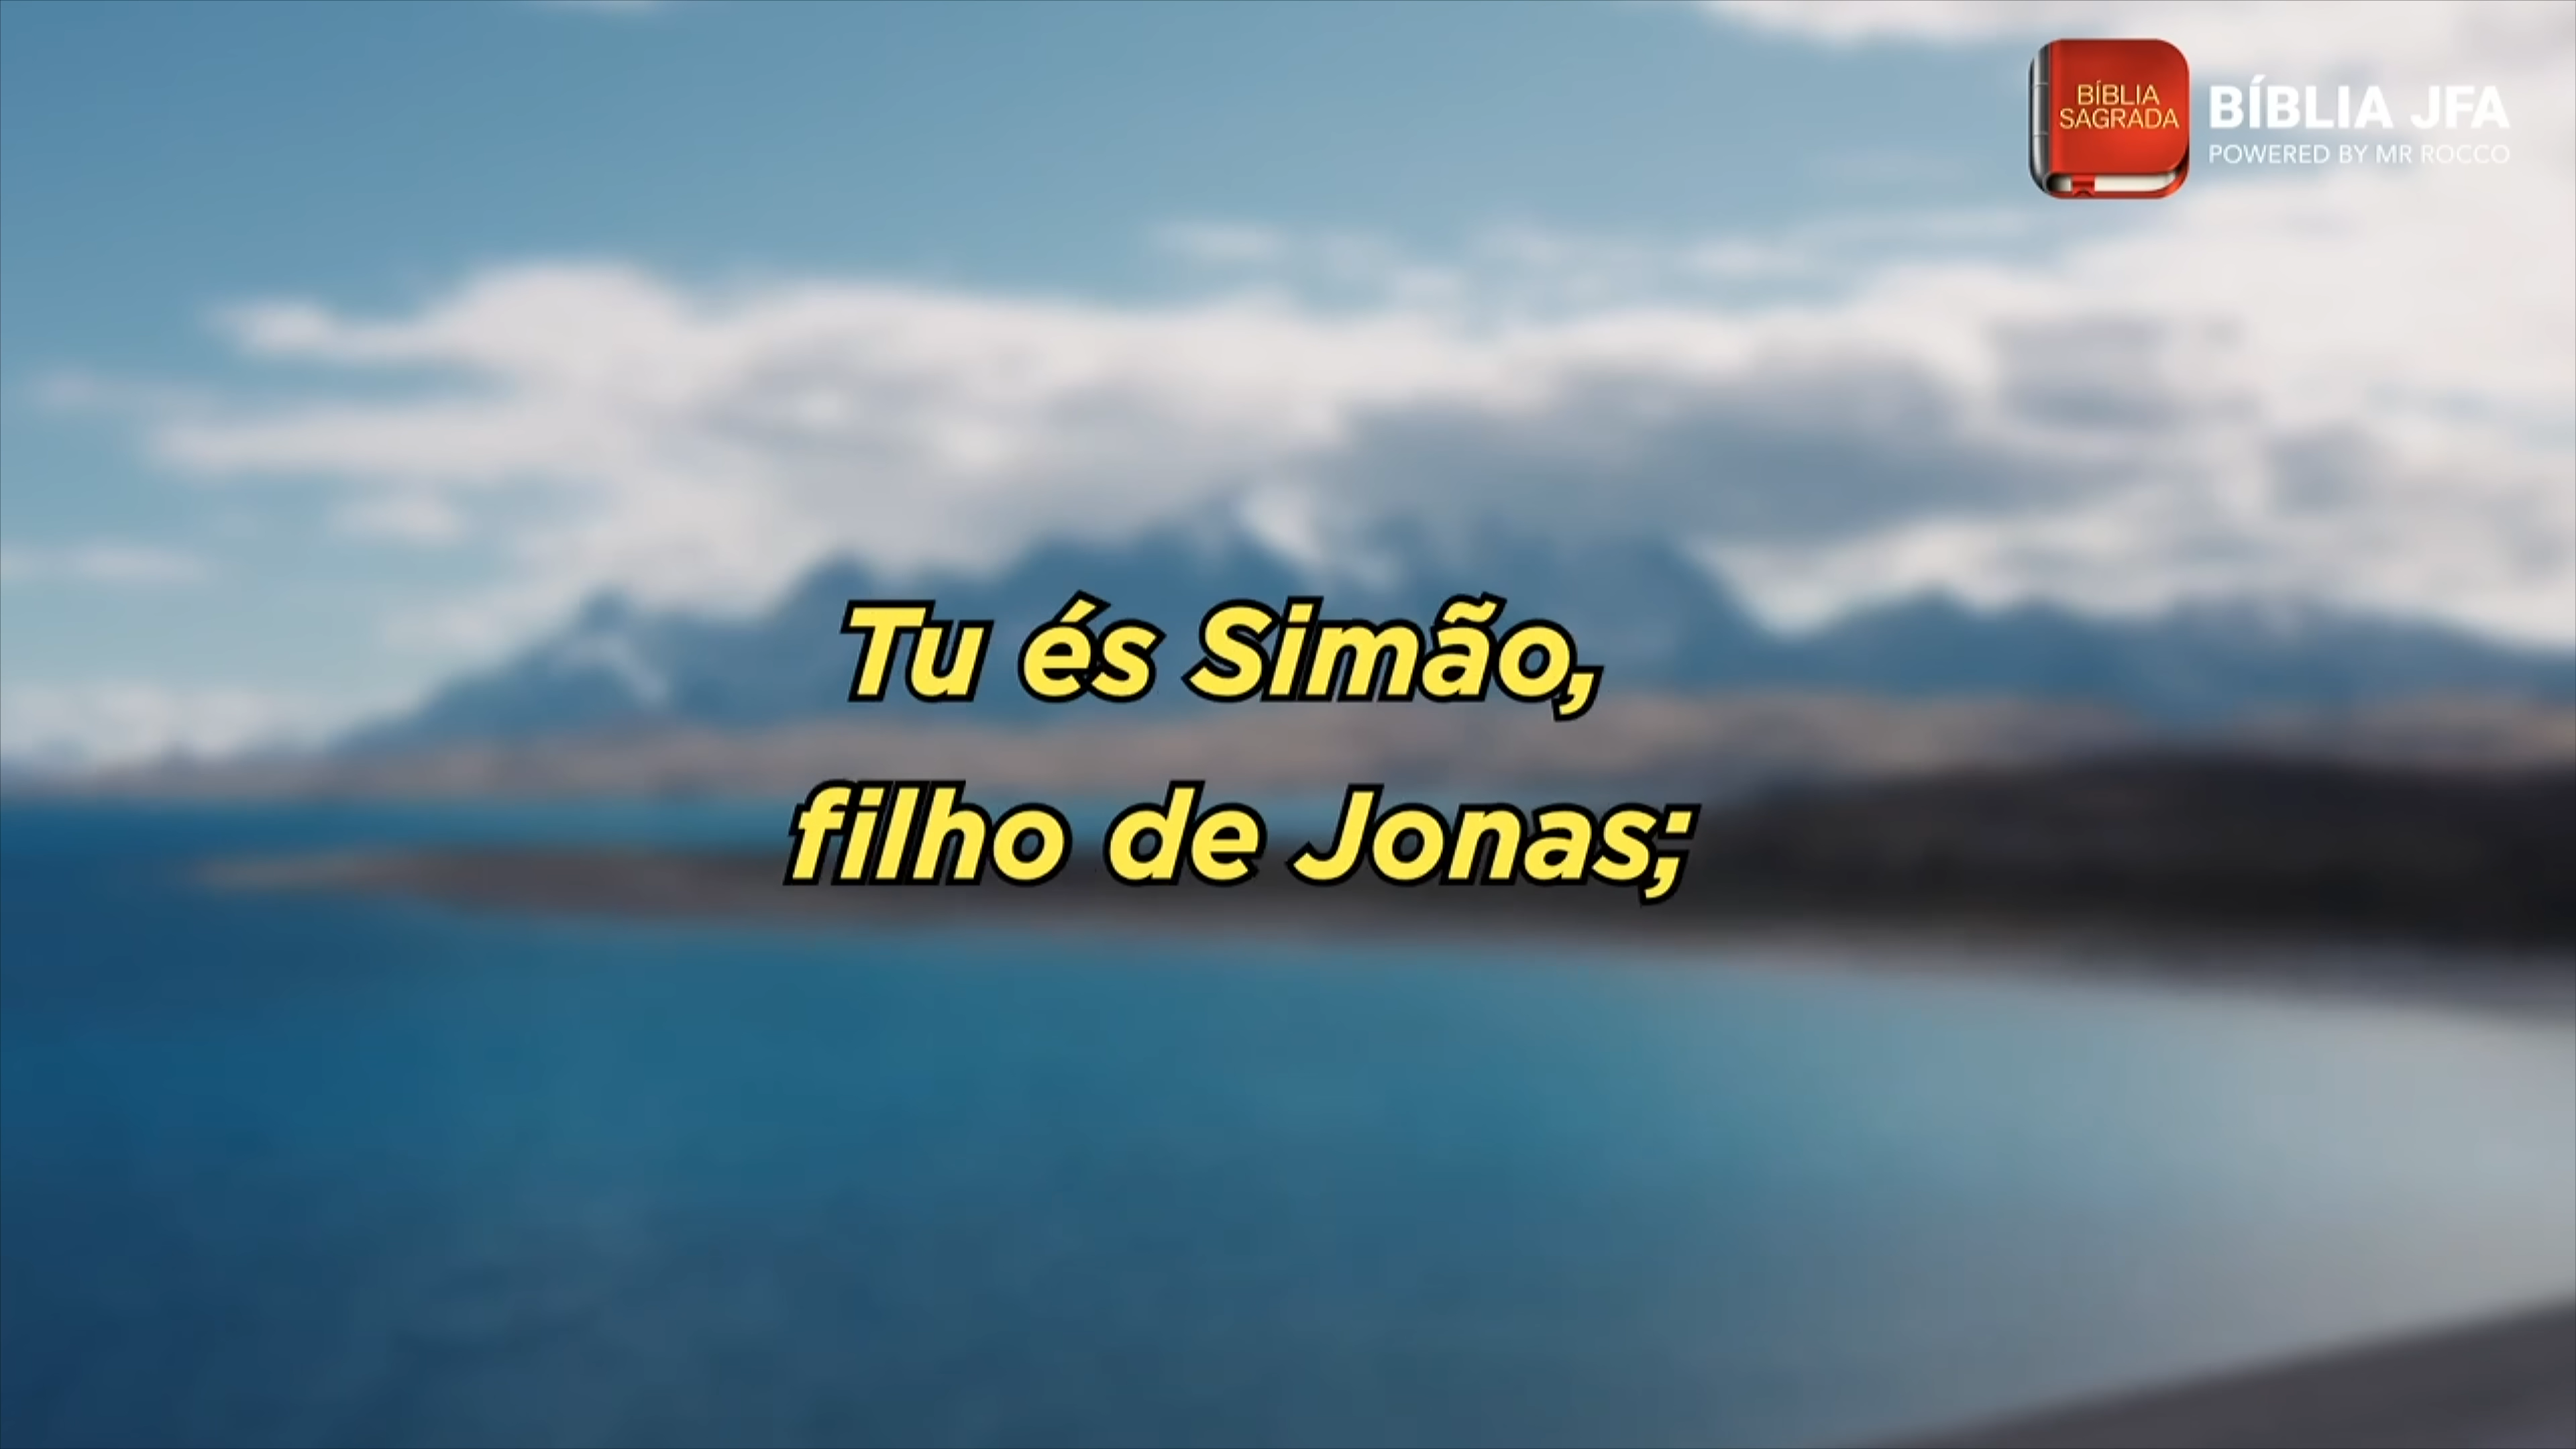 BÍBLIA
SAGRADA
BÍBLIA JFA
POWERED BY MR ROCCO
Tu és Simão,
filho de Jonas;